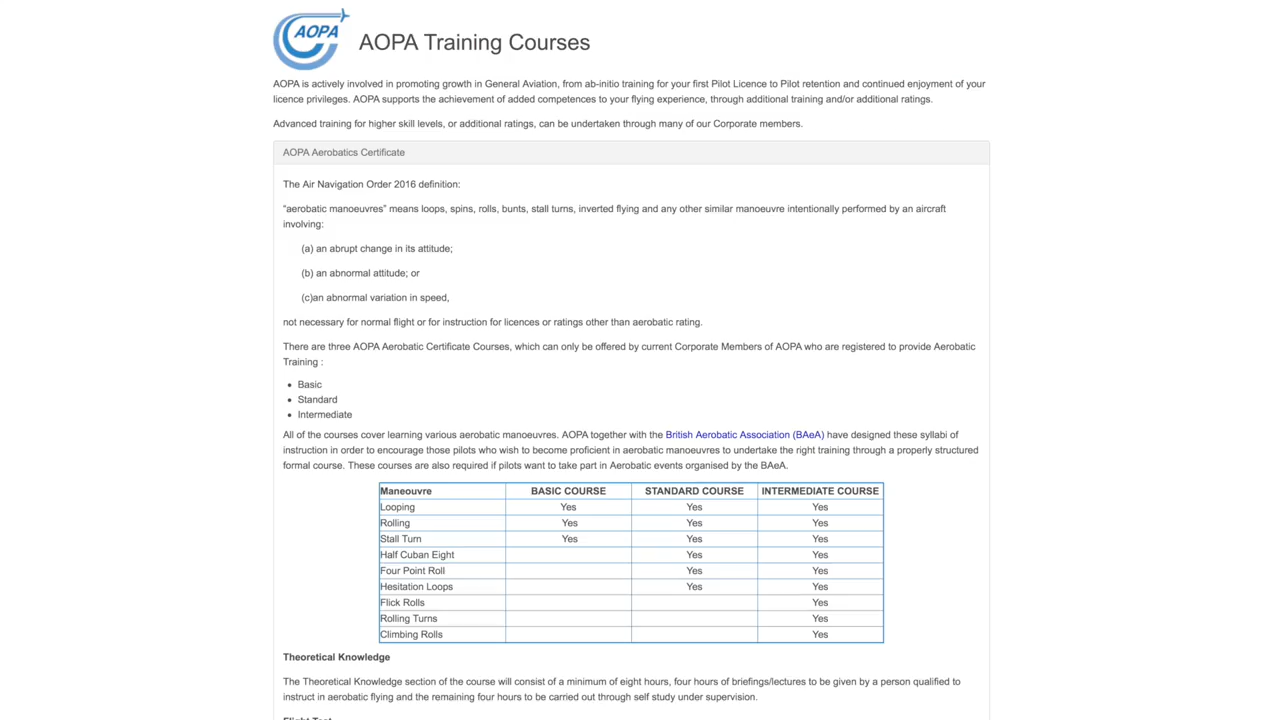 AOPA
AOPA Training Courses
AOPA is actively involved in promoting growth in General Aviation, from ab-initio training for your first Pilot Licence to Pilot retention and continued enjoyment of your
licence privileges. AOPA supports the achievement of added competences to your flying experience, through additional training and/or additional ratings.
Advanced training for higher skill levels, or additional ratings, can be undertaken through many of our Corporate members.
AOPA Aerobatics Certificate
The Air Navigation Order 2016 definition:
“aerobatic manoeuvres” means loops, spins, rolls, bunts, stall turns, inverted flying and any other similar manoeuvre intentionally performed by an aircraft
involving:
(a) an abrupt change in its attitude;
(b) an abnormal attitude; or
(c)an abnormal variation in speed,
not necessary for normal flight or for instruction for licences or ratings other than aerobatic rating.
There are three AOPA Aerobatic Certificate Courses, which can only be offered by current Corporate Members of AOPA who are registered to provide Aerobatic
Training :
• Basic
• Standard
• Intermediate
All of the courses cover learning various aerobatic manoeuvres. AOPA together with the British Aerobatic Association (BAeA) have designed these syllabi of
instruction in order to encourage those pilots who wish to become proficient in aerobatic manoeuvres to undertake the right training through a properly structured
formal course. These courses are also required if pilots want to take part in Aerobatic events organised by the BAeA.
Maneouvre BASIC COURSE STANDARD COURSE INTERMEDIATE COURSE
Looping Yes Yes Yes
Rolling Yes Yes Yes
Stall Turn Yes Yes Yes
Half Cuban Eight Yes Yes
Four Point Roll Yes Yes
Hesitation Loops Yes Yes
Flick Rolls Yes
Rolling Turns Yes
Climbing Rolls Yes
Theoretical Knowledge
The Theoretical Knowledge section of the course will consist of a minimum of eight hours, four hours of briefings/lectures to be given by a person qualified to
instruct in aerobatic flying and the remaining four hours to be carried out through self study under supervision.
Flight Test